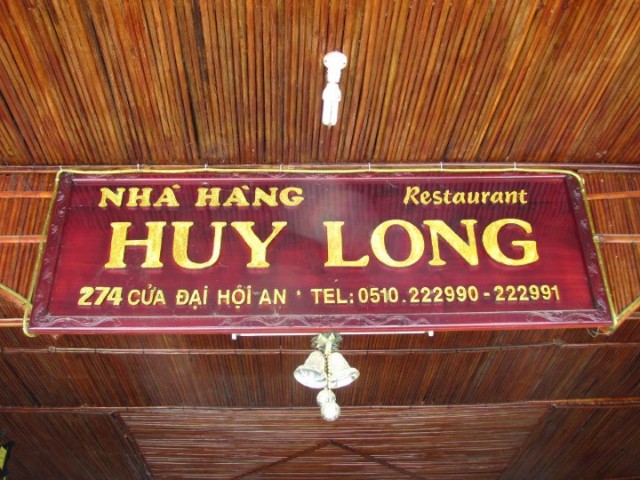 NHÀ HÀNG Restaurant
HUY LONG
274 CỬA ĐẠI HỘI AN * TEL: 0510.222990 - 222991